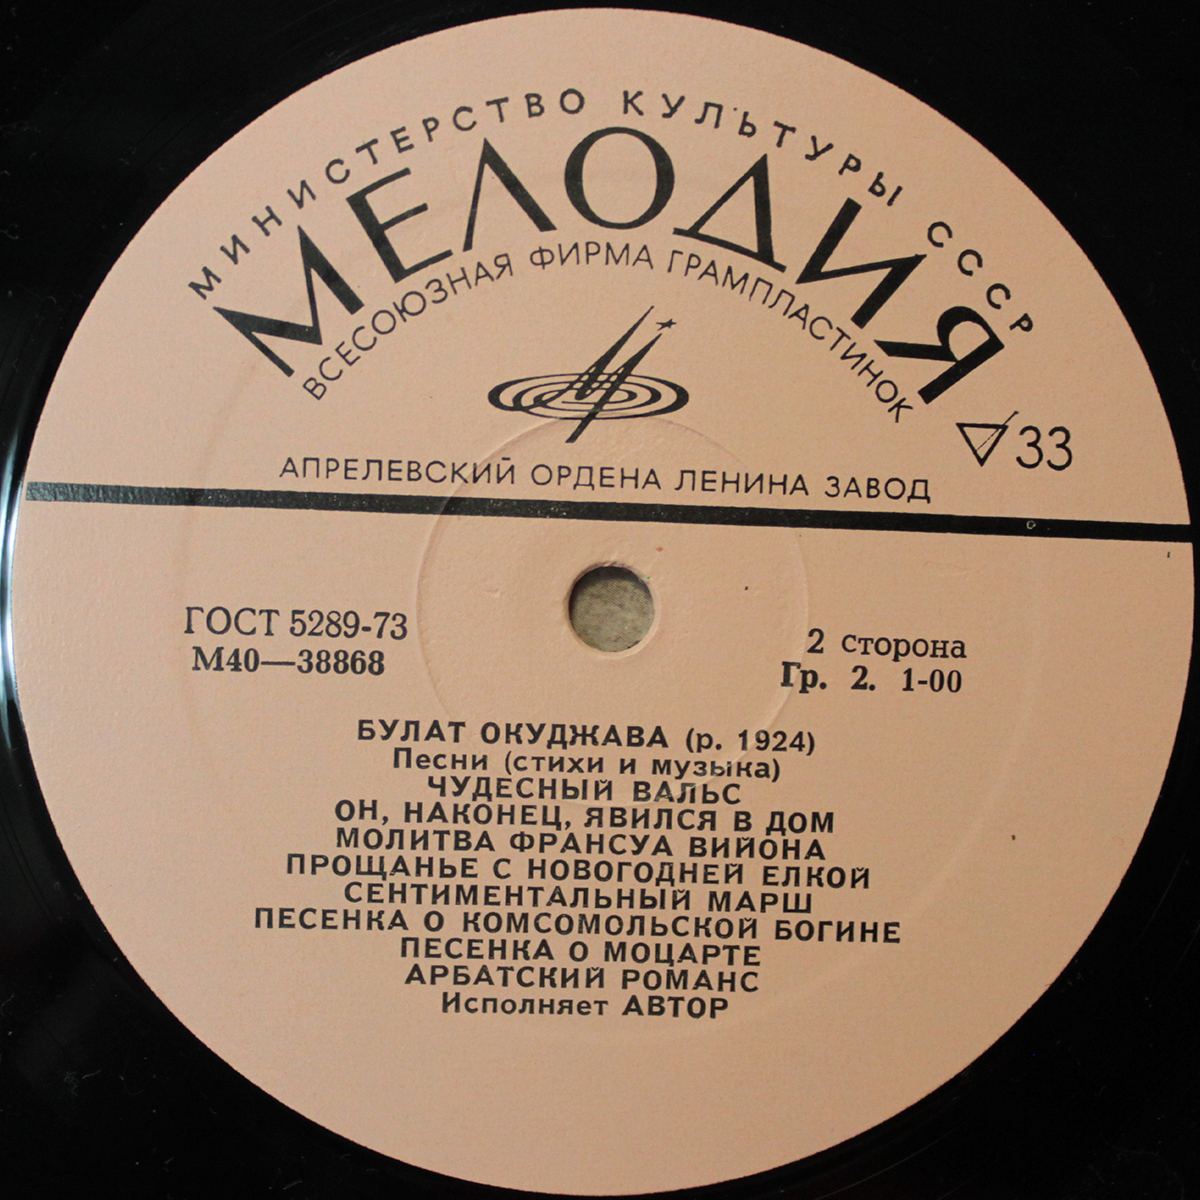 МИНИСТЕРСТВО КУЛЬТУРЫ СССР
МЕЛОДИЯ
ВСЕСОЮЗНАЯ ФИРМА ГРАМПЛАСТИНОК
33
АПРЕЛЕВСКИЙ ОРДЕНА ЛЕНИНА ЗАВОД
ГОСТ 5289-73
М40—38868
2 сторона
Гр. 2. 1-00
БУЛАТ ОКУДЖАВА (р. 1924)
Песни (стихи и музыка)
ЧУДЕСНЫЙ ВАЛЬС
ОН, НАКОНЕЦ, ЯВИЛСЯ В ДОМ
МОЛИТВА ФРАНСУА ВИЙОНА
ПРОЩАНЬЕ С НОВОГОДНЕЙ ЕЛКОЙ
СЕНТИМЕНТАЛЬНЫЙ МАРШ
ПЕСЕНКА О КОМСОМОЛЬСКОЙ БОГИНЕ
ПЕСЕНКА О МОЦАРТЕ
АРБАТСКИЙ РОМАНС
Исполняет АВТОР